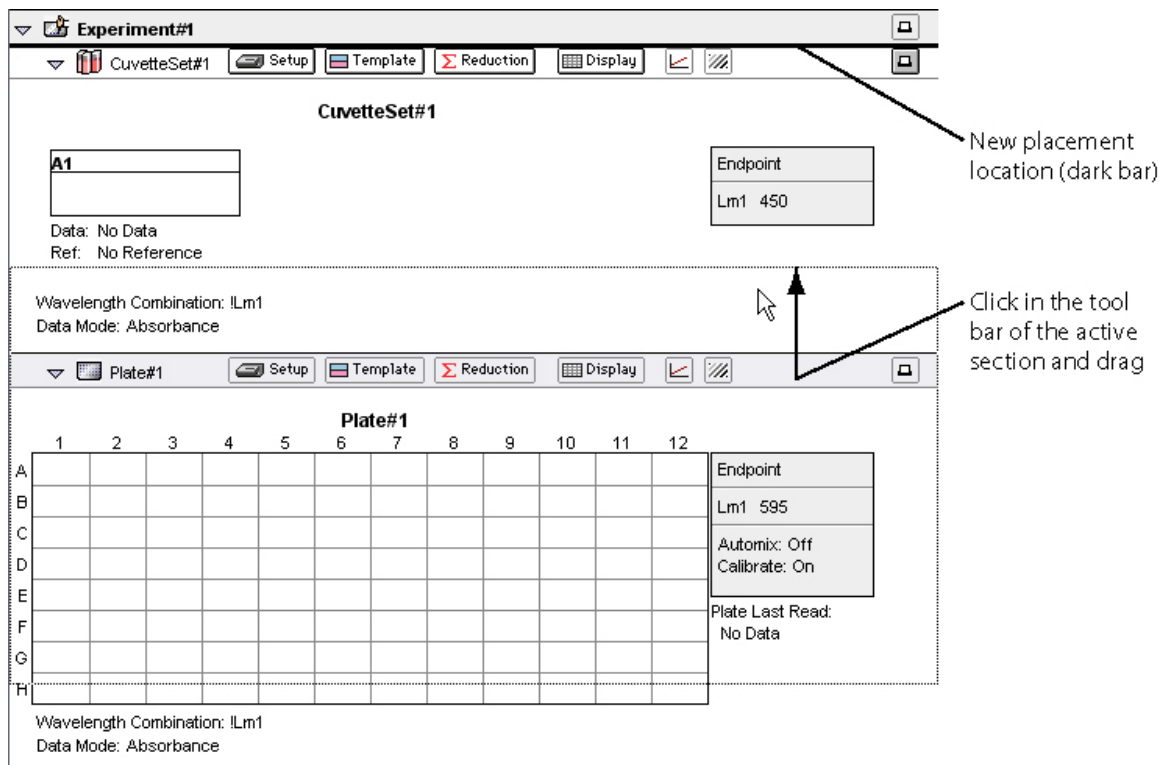 Experiment#1
CuvetteSet#1 Setup Template Reduction Display
CuvetteSet#1
A1
Endpoint
Lm1 450
Data: No Data
Ref: No Reference
New placement
location (dark bar)
Wavelength Combination: !Lm1
Data Mode: Absorbance
Click in the tool
bar of the active
section and drag
Plate#1 Setup Template Reduction Display
Plate#1
1 2 3 4 5 6 7 8 9 10 11 12
A
B
C
D
E
F
G
H
Endpoint
Lm1 595
Automix: Off
Calibrate: On
Plate Last Read:
No Data
Wavelength Combination: !Lm1
Data Mode: Absorbance